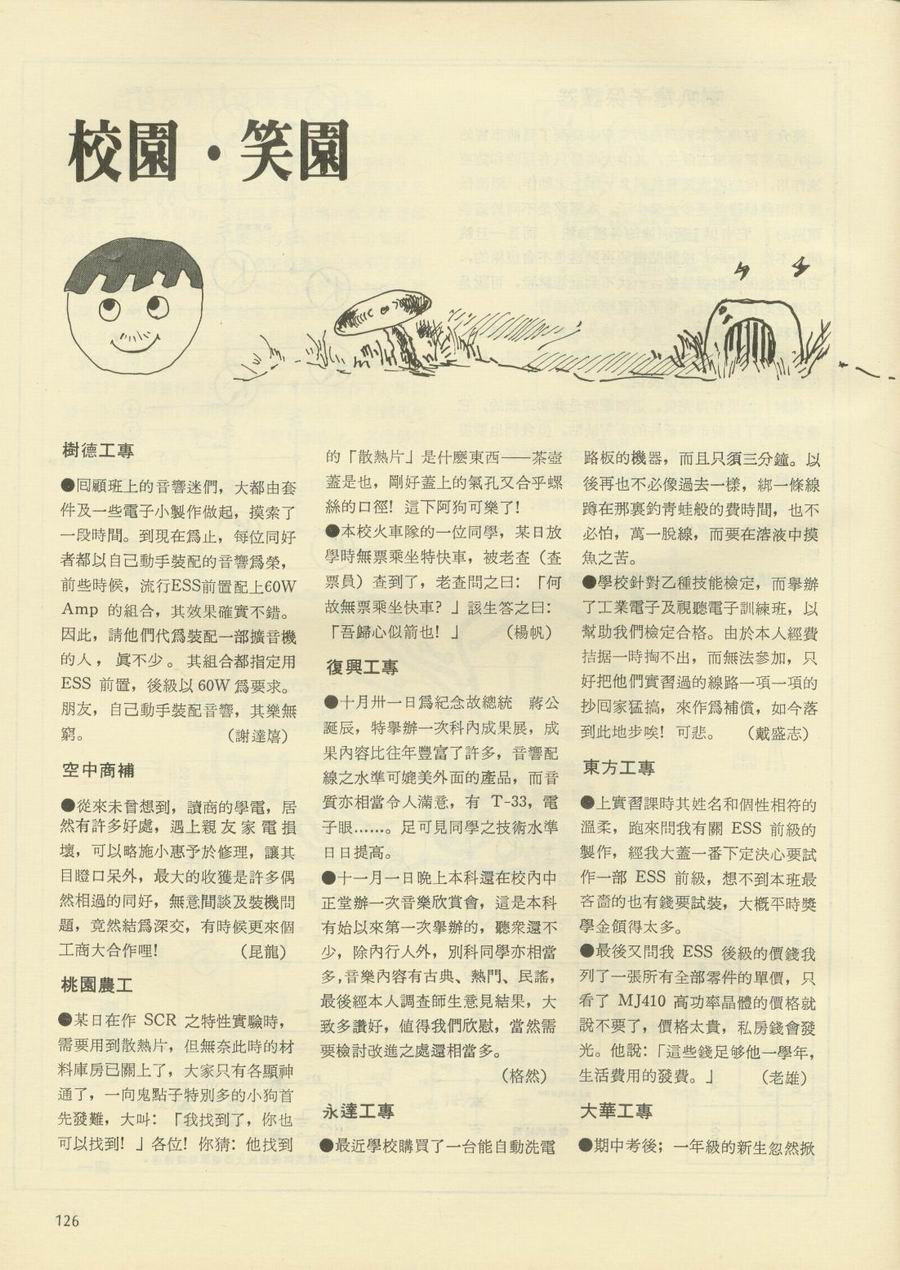 校園・笑園
樹德工專
●回顧班上的音響迷們，大都由套
件及一些電子小製作做起，摸索了
一段時間。到現在爲止，每位同好
者都以自己動手裝配的音響爲榮，
前些時候，流行ESS前置配上60W
Amp 的組合，其效果確實不錯。
因此，請他們代爲裝配一部擴音機
的人，眞不少。其組合都指定用
ESS 前置，後級以 60W 爲要求。
朋友，自己動手裝配音響，其樂無
窮。（謝達熺）
空中商補
●從來未曾想到，讀商的學電，居
然有許多好處，遇上親友家電損
壞，可以略施小惠予於修理，讓其
目瞪口呆外，最大的收獲是許多偶
然相過的同好，無意間談及裝機問
題，竟然結爲深交，有時候更來個
工商大合作哩!（昆龍）
桃園農工
●某日在作 SCR 之特性實驗時，
需要用到散熱片，但無奈此時的材
料庫房已關上了，大家只有各顯神
通了，一向鬼點子特別多的小狗首
先發難，大叫：「我找到了，你也
可以找到！」各位！你猜：他找到
的「散熱片」是什麼東西——茶壺
蓋是也，剛好蓋上的氣孔又合乎螺
絲的口徑！這下阿狗可樂了！
●本校火車隊的一位同學，某日放
學時無票乘坐特快車，被老查（查
票員）查到了，老查問之曰：「何
故無票乘坐快車？」該生答之曰：
「吾歸心似箭也！」（楊帆）
復興工專
●十月卅一日爲紀念故總統　蔣公
誕辰，特舉辦一次科內成果展，成
果內容比往年豐富了許多，音響配
線之水準可媲美外面的產品，而音
質亦相當令人滿意，有 T-33，電
子眼……。足可見同學之技術水準
日日提高。
●十一月一日晚上本科還在校內中
正堂辦一次音樂欣賞會，這是本科
有始以來第一次舉辦的，聽衆還不
少，除內行人外，別科同學亦相當
多,音樂內容有古典、熱門、民謠，
最後經本人調查師生意見結果，大
致多讚好，値得我們欣慰，當然需
要檢討改進之處還相當多。
（格然）
永達工專
●最近學校購買了一台能自動洗電
路板的機器，而且只須三分鐘。以
後再也不必像過去一樣，綁一條線
蹲在那裏釣青蛙般的費時間，也不
必怕，萬一脫線，而要在溶液中摸
魚之苦。
●學校針對乙種技能檢定，而舉辦
了工業電子及視聽電子訓練班，以
幫助我們檢定合格。由於本人經費
拮据一時掏不出，而無法參加，只
好把他們實習過的線路一項一項的
抄回家猛搞，來作爲補償，如今落
到此地步唉！可悲。（戴盛志）
東方工專
●上實習課時其姓名和個性相符的
溫柔，跑來問我有關 ESS 前級的
製作，經我大蓋一番下定決心要試
作一部 ESS 前級，想不到本班最
吝嗇的也有錢要試裝，大概平時獎
學金領得太多。
●最後又問我 ESS 後級的價錢我
列了一張所有全部零件的單價，只
看了 MJ410 高功率晶體的價格就
說不要了，價格太貴，私房錢會發
光。他說：「這些錢足够他一學年，
生活費用的發費。」（老雄）
大華工專
●期中考後；一年級的新生忽然掀
126